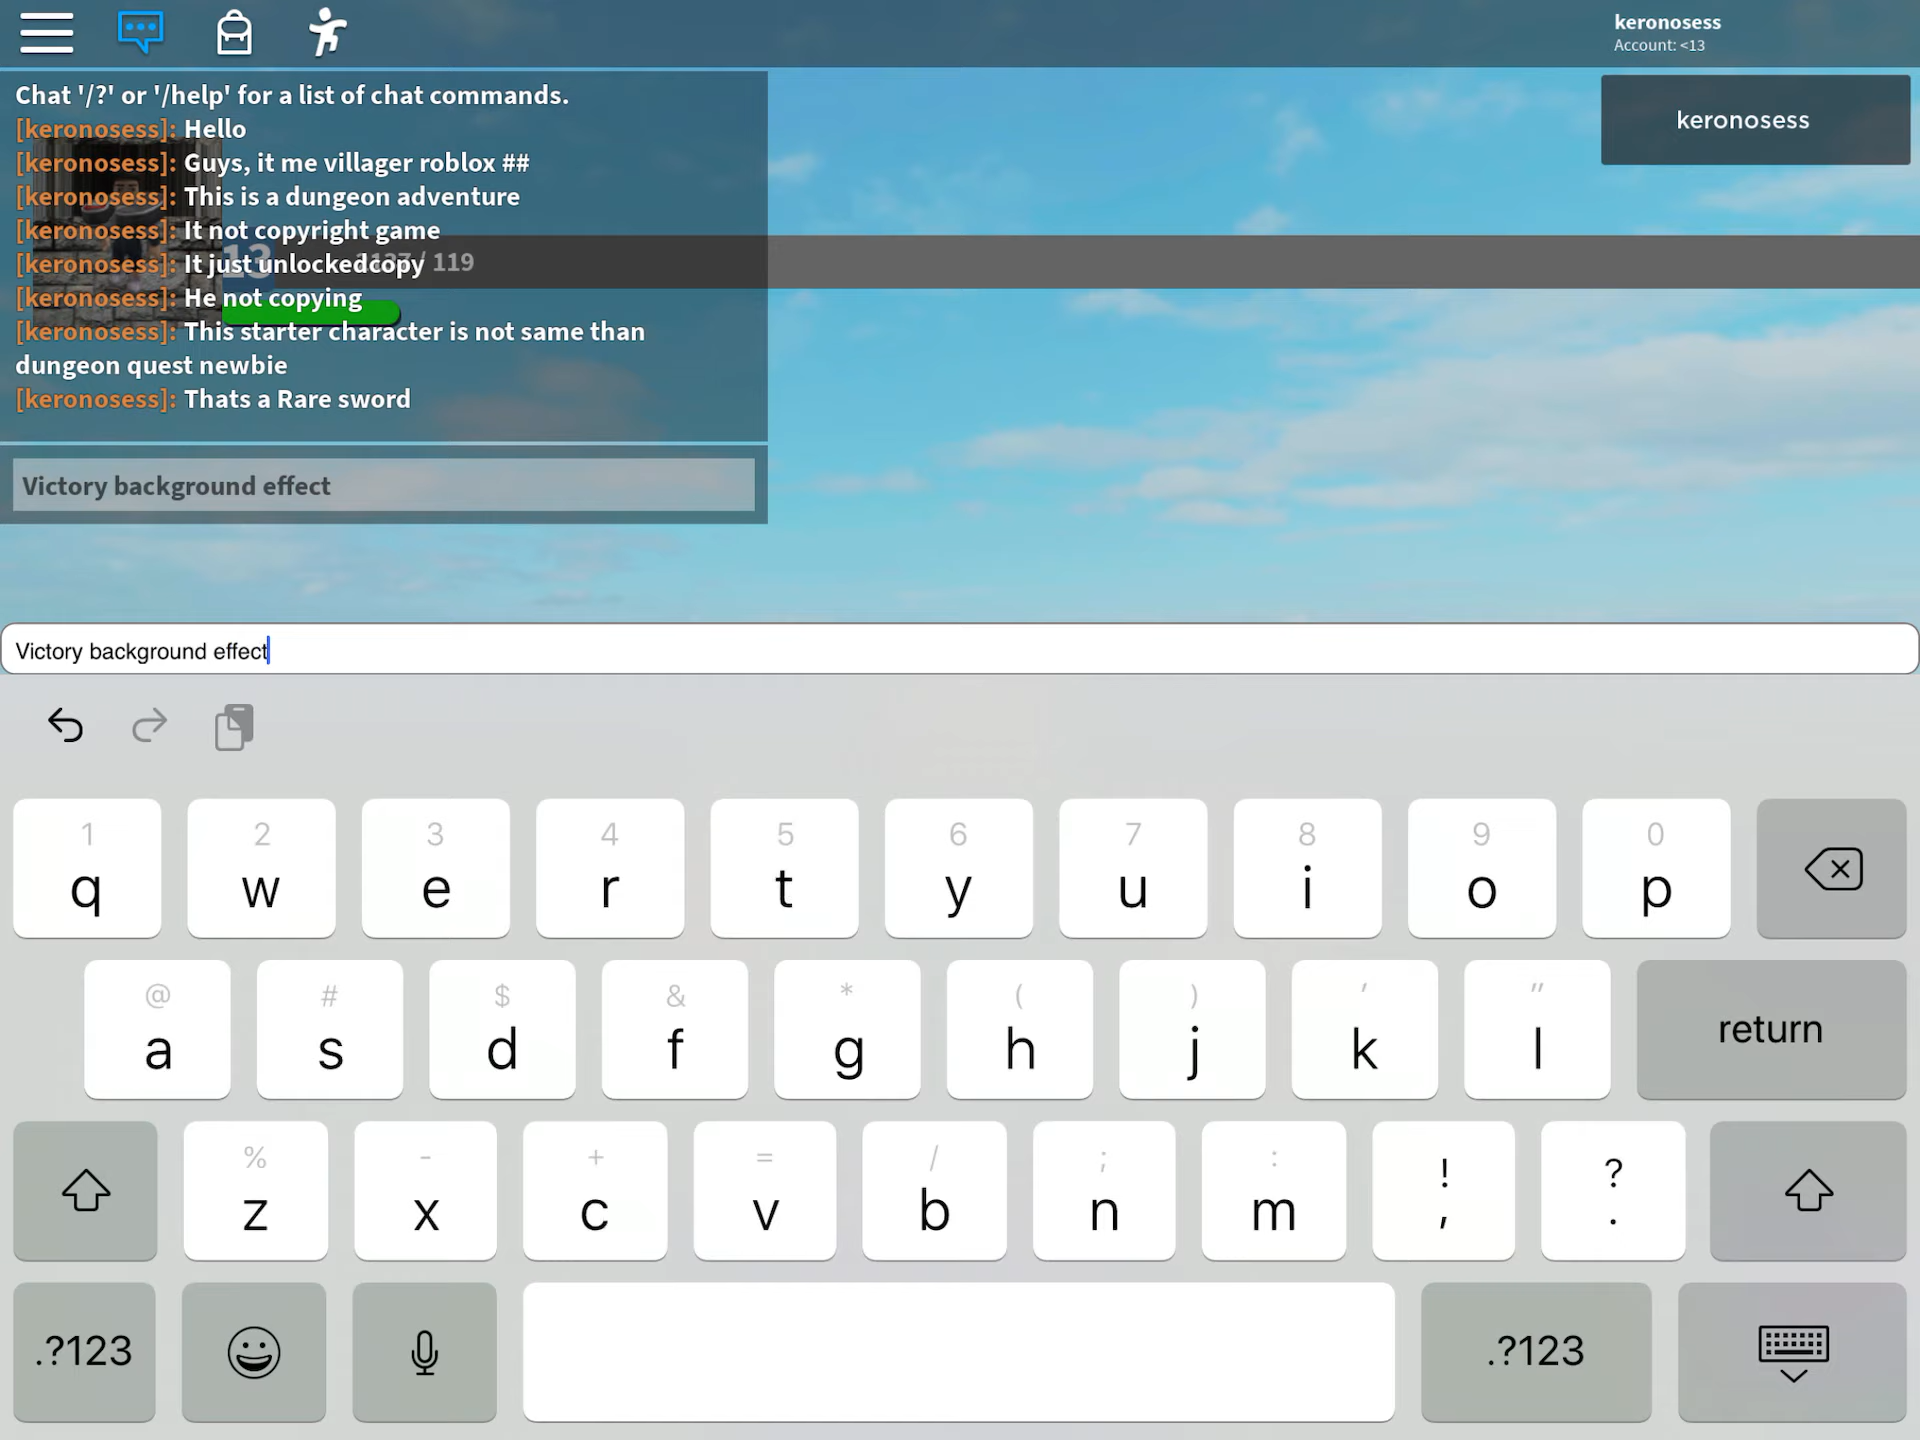 keronosess
Account: <13
keronosess
Chat '/?' or '/help' for a list of chat commands.
[keronosess]: Hello
[keronosess]: Guys, it me villager roblox ##
[keronosess]: This is a dungeon adventure
[keronosess]: It not copyright game
[keronosess]: It just unlockedcopy
13
/ 119
[keronosess]: He not copying
[keronosess]: This starter character is not same than
dungeon quest newbie
[keronosess]: Thats a Rare sword
Victory background effect
Victory background effect
1 2 3 4 5 6 7 8 9 0
q w e r t y u i o p
@ # $ & * ( ) ' "
a s d f g h j k l return
% - + = / ; : ! ?
z x c v b n m , .
.?123 .?123